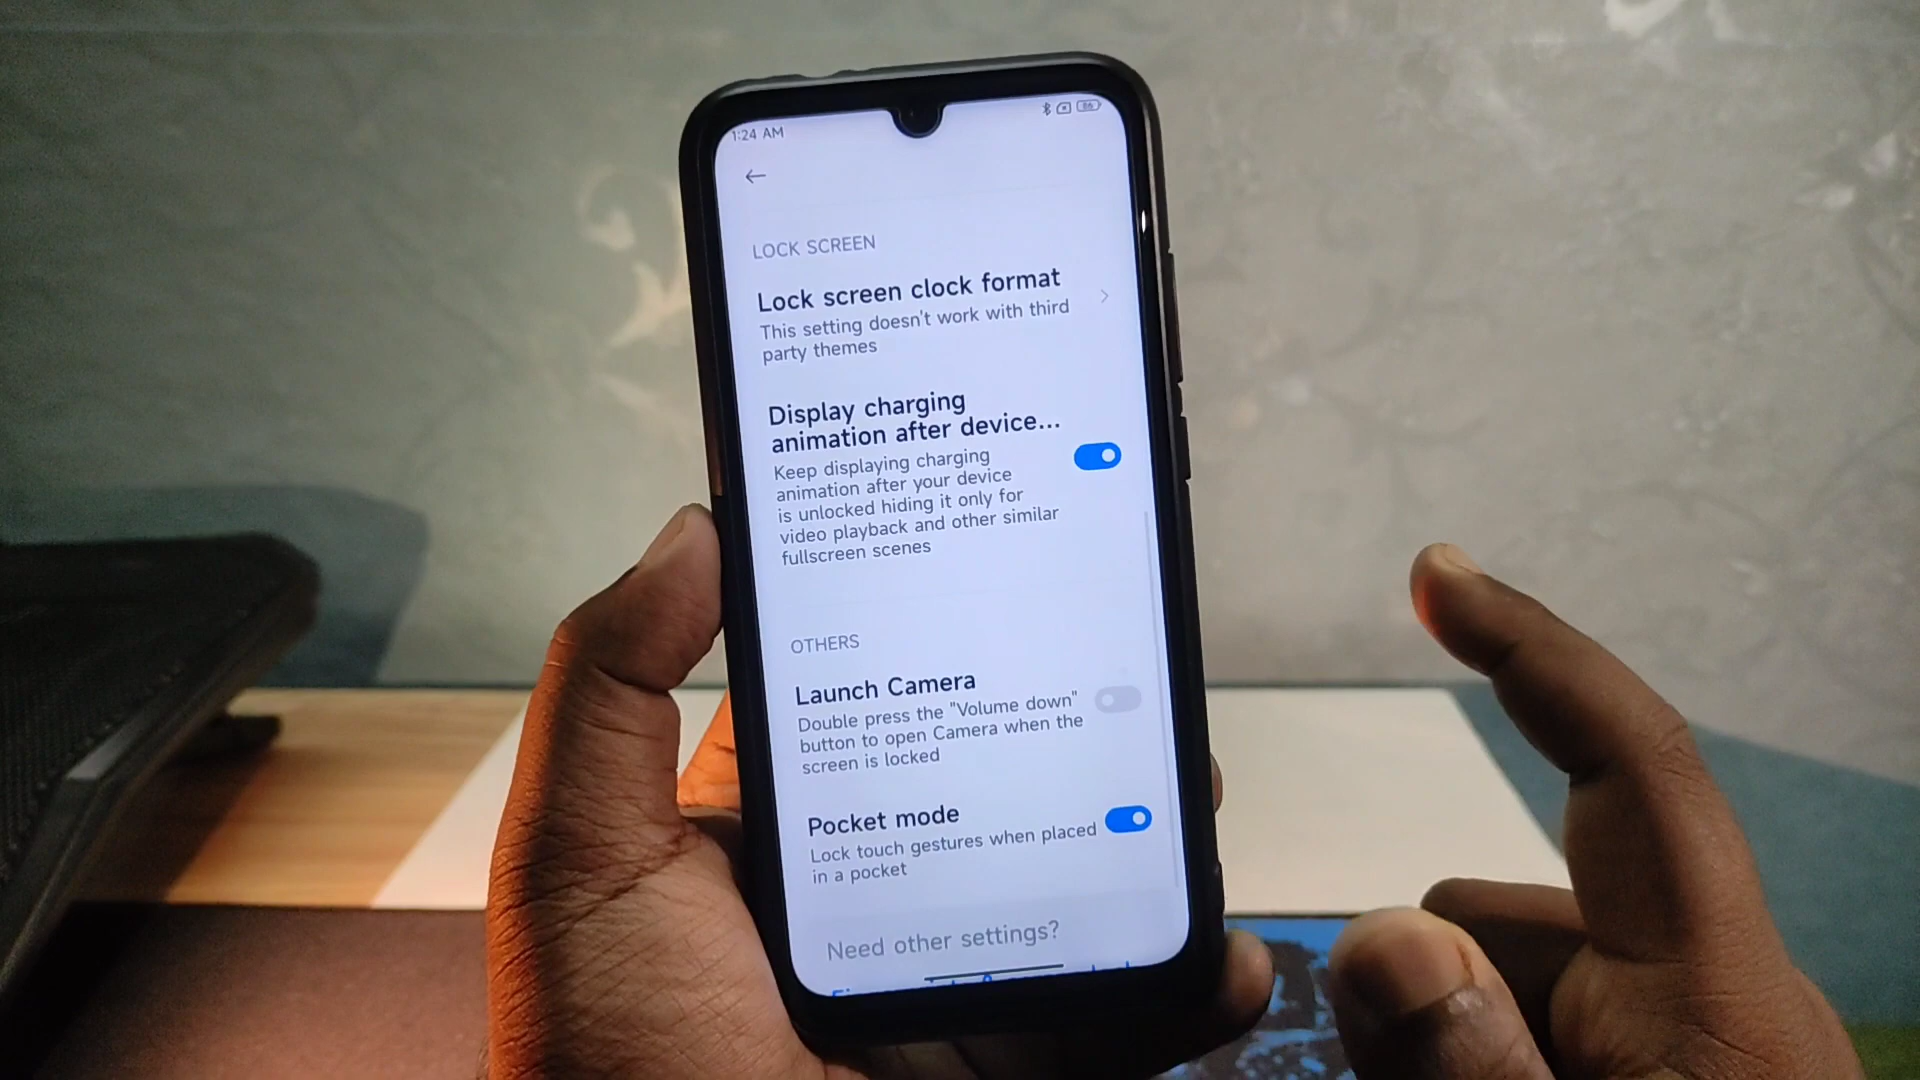 1:24 AM
86
LOCK SCREEN
Lock screen clock format
This setting doesn't work with third
party themes
Display charging
animation after device...
Keep displaying charging
animation after your device
is unlocked hiding it only for
video playback and other similar
fullscreen scenes
OTHERS
Launch Camera
Double press the "Volume down"
button to open Camera when the
screen is locked
Pocket mode
Lock touch gestures when placed
in a pocket
Need other settings?